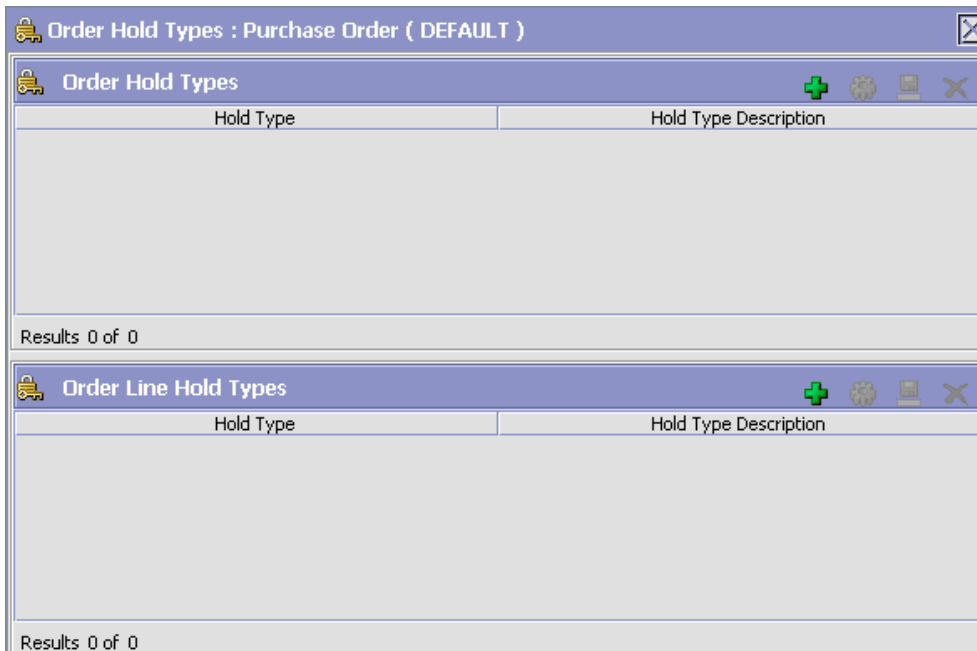 Order Hold Types : Purchase Order ( DEFAULT )
Order Hold Types
Hold Type Hold Type Description
Results 0 of 0
Order Line Hold Types
Hold Type Hold Type Description
Results 0 of 0